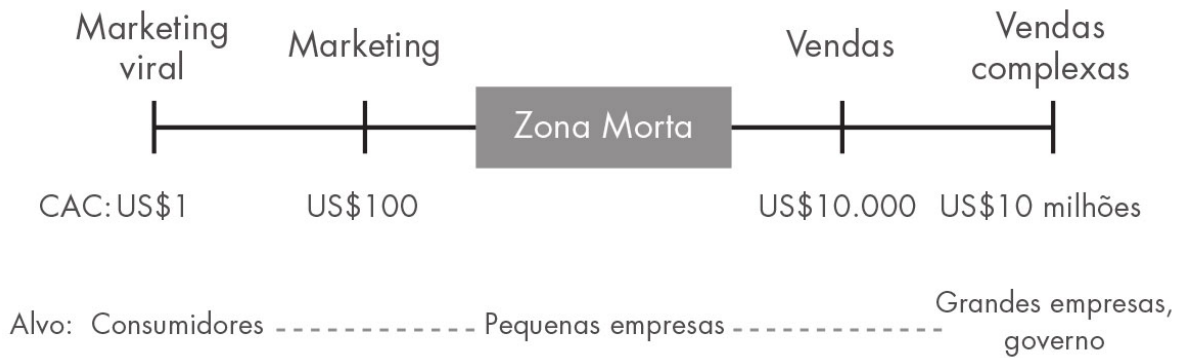 Marketing
viral
Marketing
Vendas
Vendas
complexas
Zona Morta
CAC: US$1
US$100
US$10.000
US$10 milhões
Alvo: Consumidores
Pequenas empresas
Grandes empresas,
governo